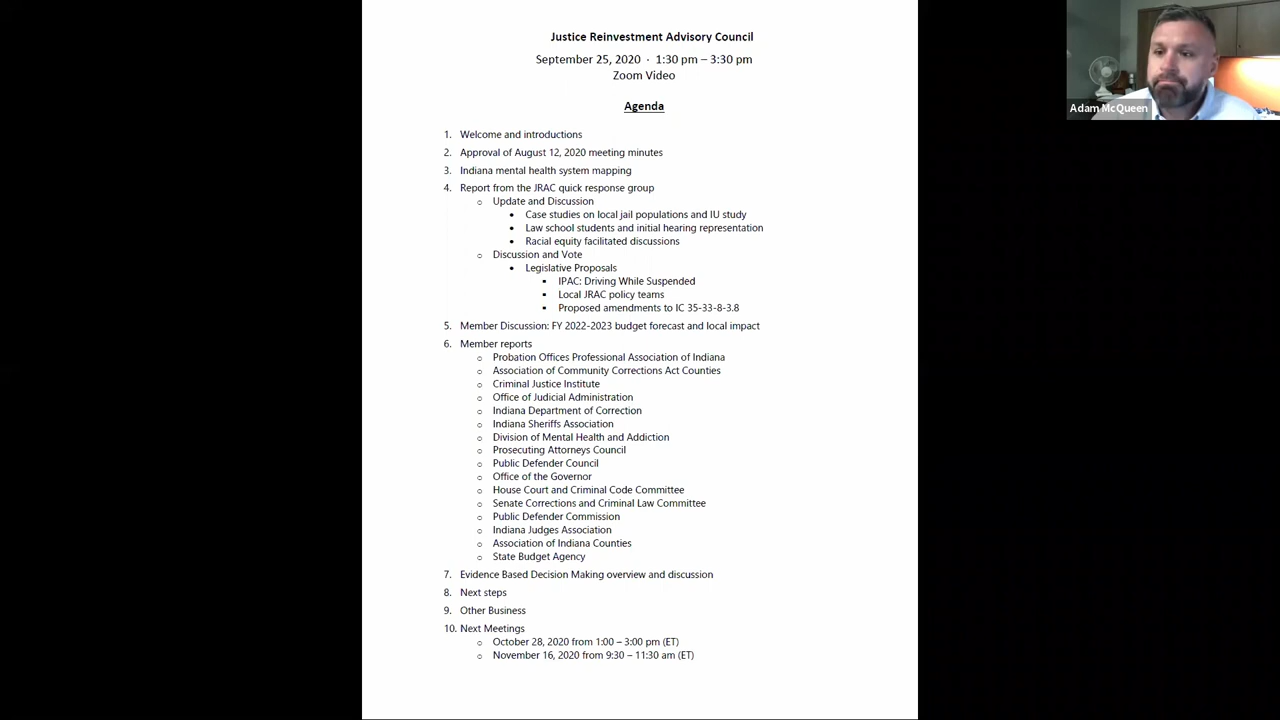 Justice Reinvestment Advisory Council
September 25, 2020 · 1:30 pm – 3:30 pm
Zoom Video
Agenda
1. Welcome and introductions
2. Approval of August 12, 2020 meeting minutes
3. Indiana mental health system mapping
4. Report from the JRAC quick response group
o Update and Discussion
• Case studies on local jail populations and IU study
• Law school students and initial hearing representation
• Racial equity facilitated discussions
o Discussion and Vote
• Legislative Proposals
▪ IPAC: Driving While Suspended
▪ Local JRAC policy teams
▪ Proposed amendments to IC 35-33-8-3.8
5. Member Discussion: FY 2022-2023 budget forecast and local impact
6. Member reports
o Probation Offices Professional Association of Indiana
o Association of Community Corrections Act Counties
o Criminal Justice Institute
o Office of Judicial Administration
o Indiana Department of Correction
o Indiana Sheriffs Association
o Division of Mental Health and Addiction
o Prosecuting Attorneys Council
o Public Defender Council
o Office of the Governor
o House Court and Criminal Code Committee
o Senate Corrections and Criminal Law Committee
o Public Defender Commission
o Indiana Judges Association
o Association of Indiana Counties
o State Budget Agency
7. Evidence Based Decision Making overview and discussion
8. Next steps
9. Other Business
10. Next Meetings
o October 28, 2020 from 1:00 – 3:00 pm (ET)
o November 16, 2020 from 9:30 – 11:30 am (ET)
Adam McQueen